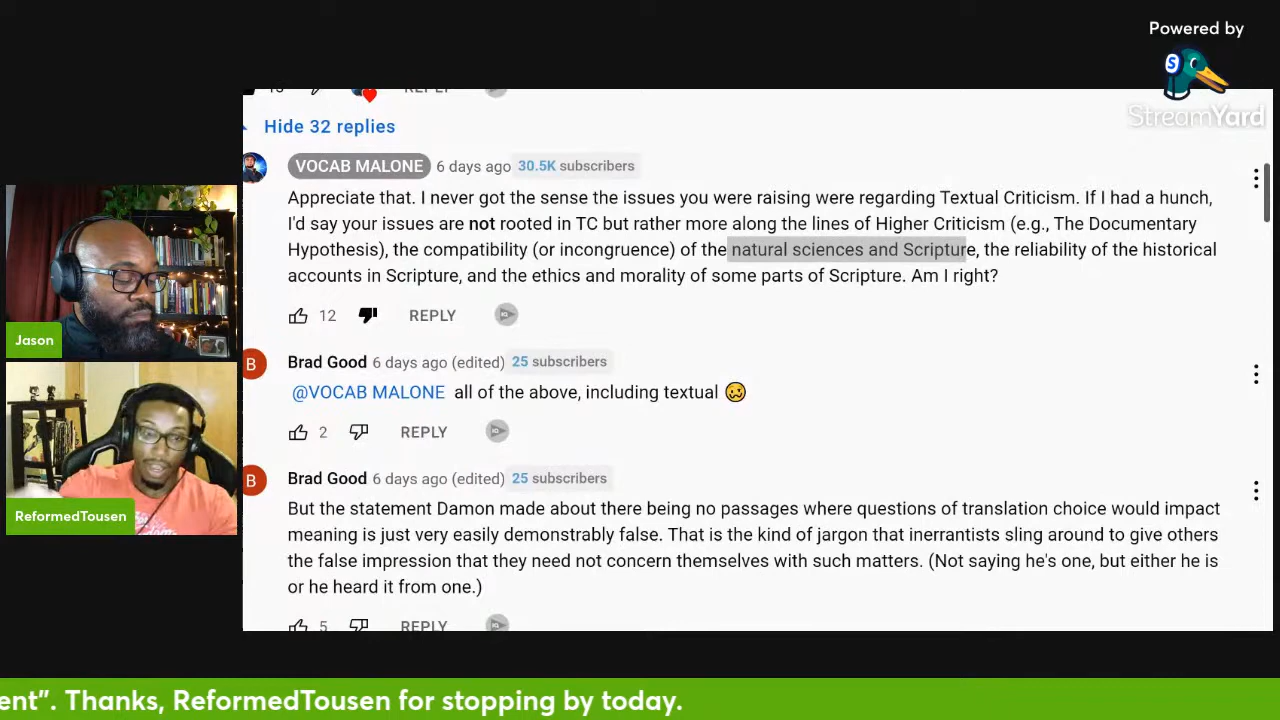 Powered by
S
StreamYard
REPLY
Hide 32 replies
VOCAB MALONE 6 days ago 30.5K subscribers
Appreciate that. I never got the sense the issues you were raising were regarding Textual Criticism. If I had a hunch,
I'd say your issues are not rooted in TC but rather more along the lines of Higher Criticism (e.g., The Documentary
Hypothesis), the compatibility (or incongruence) of the natural sciences and Scripture, the reliability of the historical
accounts in Scripture, and the ethics and morality of some parts of Scripture. Am I right?
12 REPLY
B Brad Good 6 days ago (edited) 25 subscribers
@VOCAB MALONE all of the above, including textual 🥴
2 REPLY
B Brad Good 6 days ago (edited) 25 subscribers
But the statement Damon made about there being no passages where questions of translation choice would impact
meaning is just very easily demonstrably false. That is the kind of jargon that inerrantists sling around to give others
the false impression that they need not concern themselves with such matters. (Not saying he's one, but either he is
or he heard it from one.)
5 REPLY
Jason
ReformedTousen
ent”. Thanks, ReformedTousen for stopping by today.